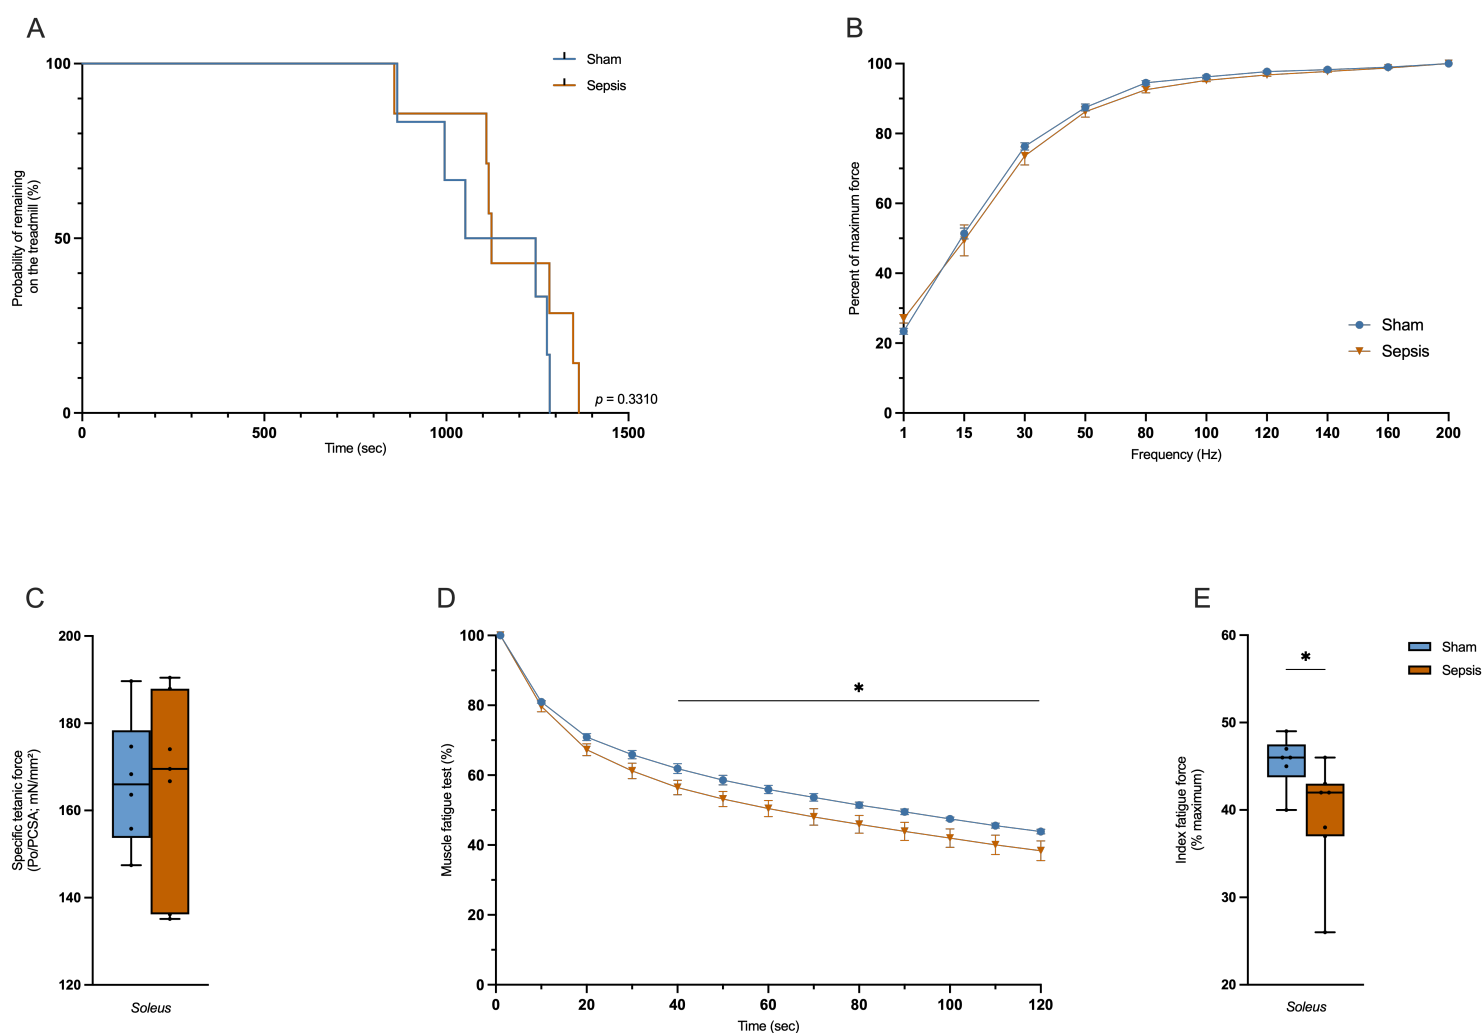 A
100
50
0
Probability of remaining
on the treadmill (%)
Sham
Sepsis
p = 0.3310
0 500 1000 1500
Time (sec)
B
100
80
60
40
20
0
Percent of maximum force
Sham
Sepsis
1 15 30 50 80 100 120 140 160 200
Frequency (Hz)
C
200
180
160
140
120
Specific tetanic force
(Po/PCSA; mN/mm²)
Soleus
D
100
80
60
40
20
0
Muscle fatigue test (%)
*
0 20 40 60 80 100 120
Time (sec)
E
60
50
40
30
20
Index fatigue force
(% maximum)
*
Sham
Sepsis
Soleus